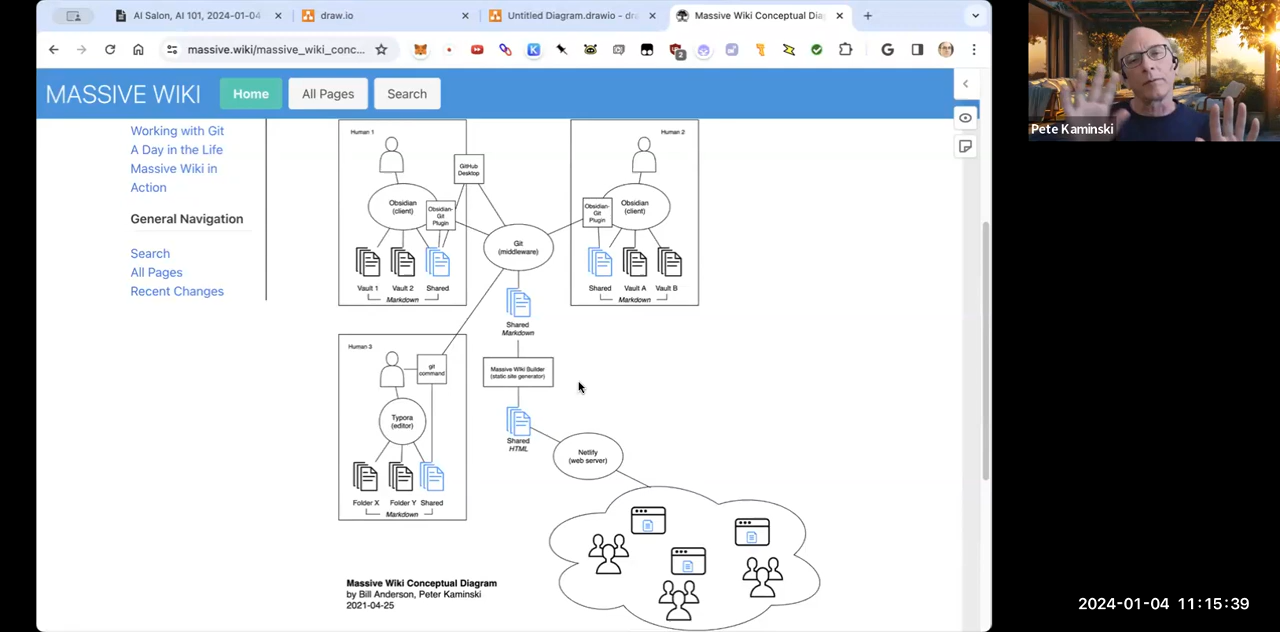 AI Salon, AI 101, 2024-01-04
draw.io
Untitled Diagram.drawio - dra
Massive Wiki Conceptual Dia
massive.wiki/massive_wiki_conc...
2
MASSIVE WIKI
Home
All Pages
Search
Pete Kaminski
Working with Git
A Day in the Life
Massive Wiki in
Action
General Navigation
Search
All Pages
Recent Changes
Human 1
GitHub
Desktop
Obsidian
(client)
Obsidian-
Git
Plugin
Vault 1
Vault 2
Shared
Markdown
Human 2
Obsidian-
Git
Plugin
Obsidian
(client)
Shared
Vault A
Vault B
Markdown
Git
(middleware)
Shared
Markdown
Massive Wiki Builder
(static site generator)
Shared
HTML
Netlify
(web server)
Human 3
git
command
Typora
(editor)
Folder X
Folder Y
Shared
Markdown
Massive Wiki Conceptual Diagram
by Bill Anderson, Peter Kaminski
2021-04-25
2024-01-04 11:15:39